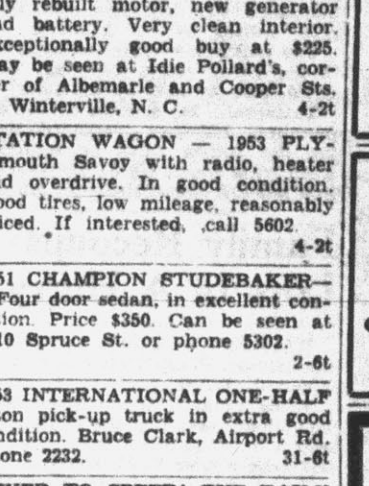 ly rebuilt motor, new generator
nd battery. Very clean interior.
xceptionally good buy at $225.
ay be seen at Idie Pollard's, cor-
r of Albemarle and Cooper Sts.
Winterville, N. C. 4-2t
TATION WAGON — 1953 PLY-
mouth Savoy with radio, heater
nd overdrive. In good condition.
ood tires, low mileage, reasonably
iced. If interested, ,call 5602.
4-2t
51 CHAMPION STUDEBAKER—
Four door sedan, in excellent con-
ion. Price $350. Can be seen at
10 Spruce St. or phone 5302.
2-6t
53 INTERNATIONAL ONE-HALF
on pick-up truck in extra good
ndition. Bruce Clark, Airport Rd.
one 2232. 31-6t